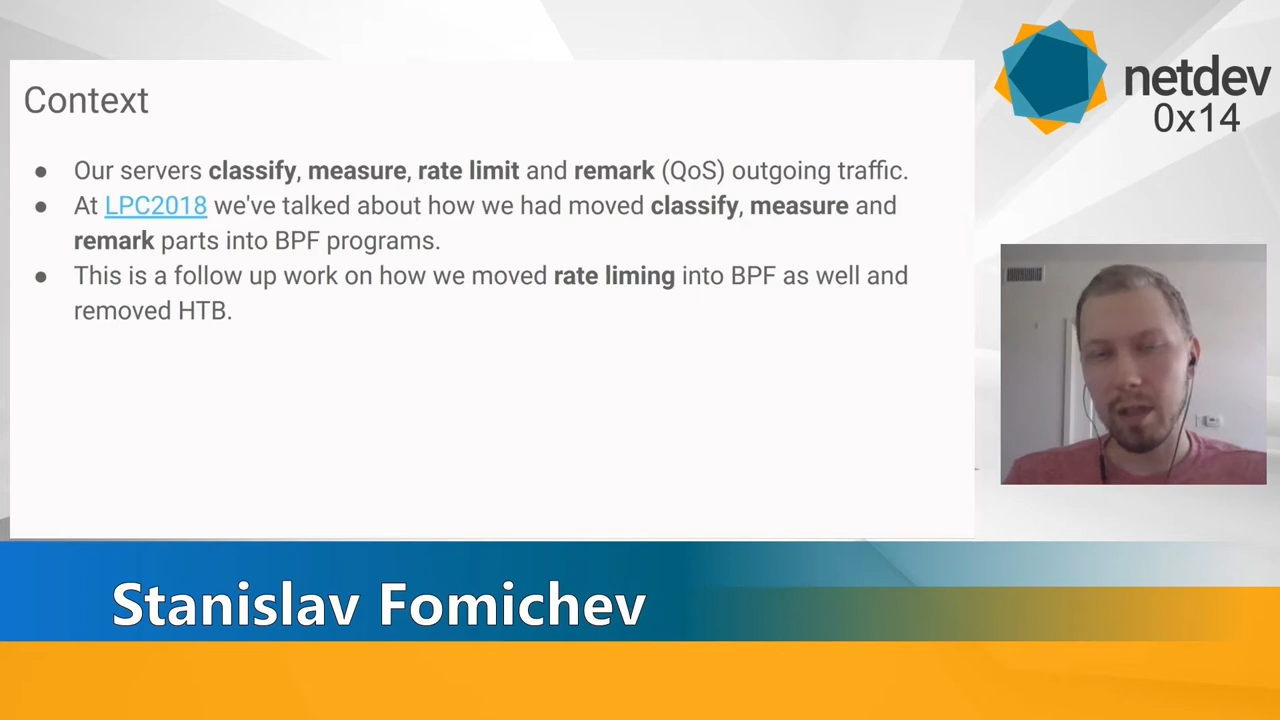 Context
● Our servers classify, measure, rate limit and remark (QoS) outgoing traffic.
● At LPC2018 we've talked about how we had moved classify, measure and
remark parts into BPF programs.
● This is a follow up work on how we moved rate liming into BPF as well and
removed HTB.
netdev
0x14
Stanislav Fomichev